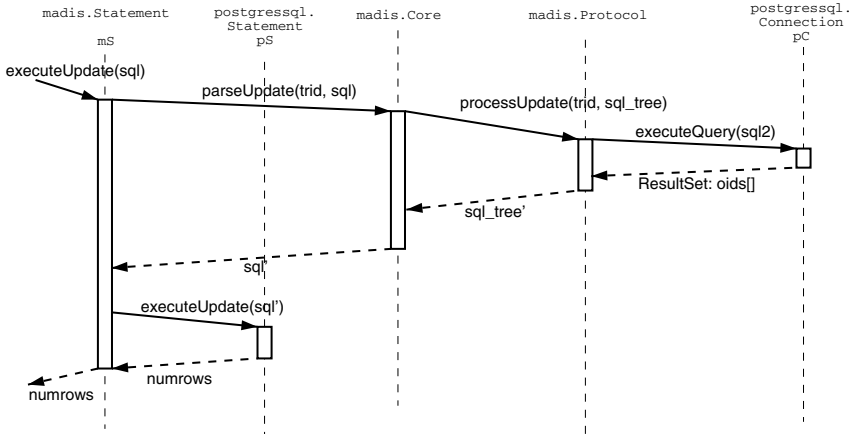 madis.Statement
mS
postgressql.
Statement
pS
madis.Core
madis.Protocol
postgressql.
Connection
pC
executeUpdate(sql)
parseUpdate(trid, sql)
processUpdate(trid, sql_tree)
executeQuery(sql2)
ResultSet: oids[]
sql_tree’
sql’
executeUpdate(sql’)
numrows
numrows